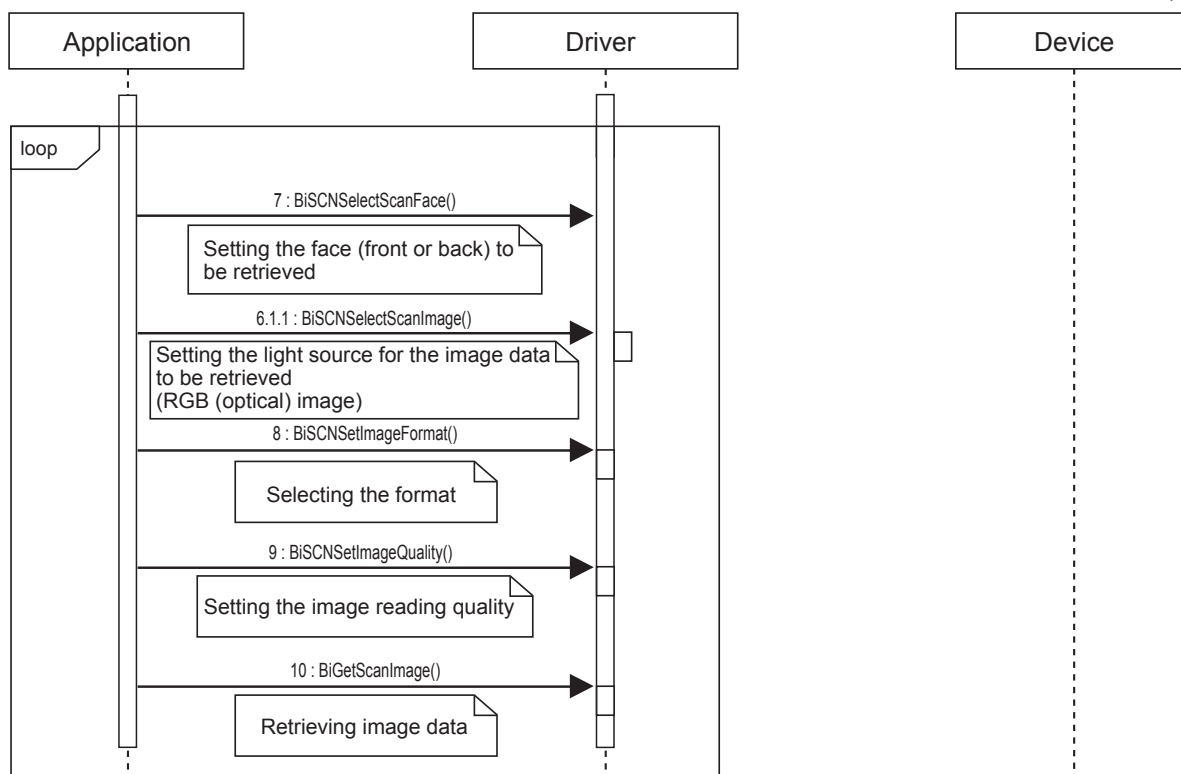 Application
Driver
Device
loop
7 : BiSCNSelectScanFace()
Setting the face (front or back) to
be retrieved
6.1.1 : BiSCNSelectScanImage()
Setting the light source for the image data
to be retrieved
(RGB (optical) image)
8 : BiSCNSetImageFormat()
Selecting the format
9 : BiSCNSetImageQuality()
Setting the image reading quality
10 : BiGetScanImage()
Retrieving image data